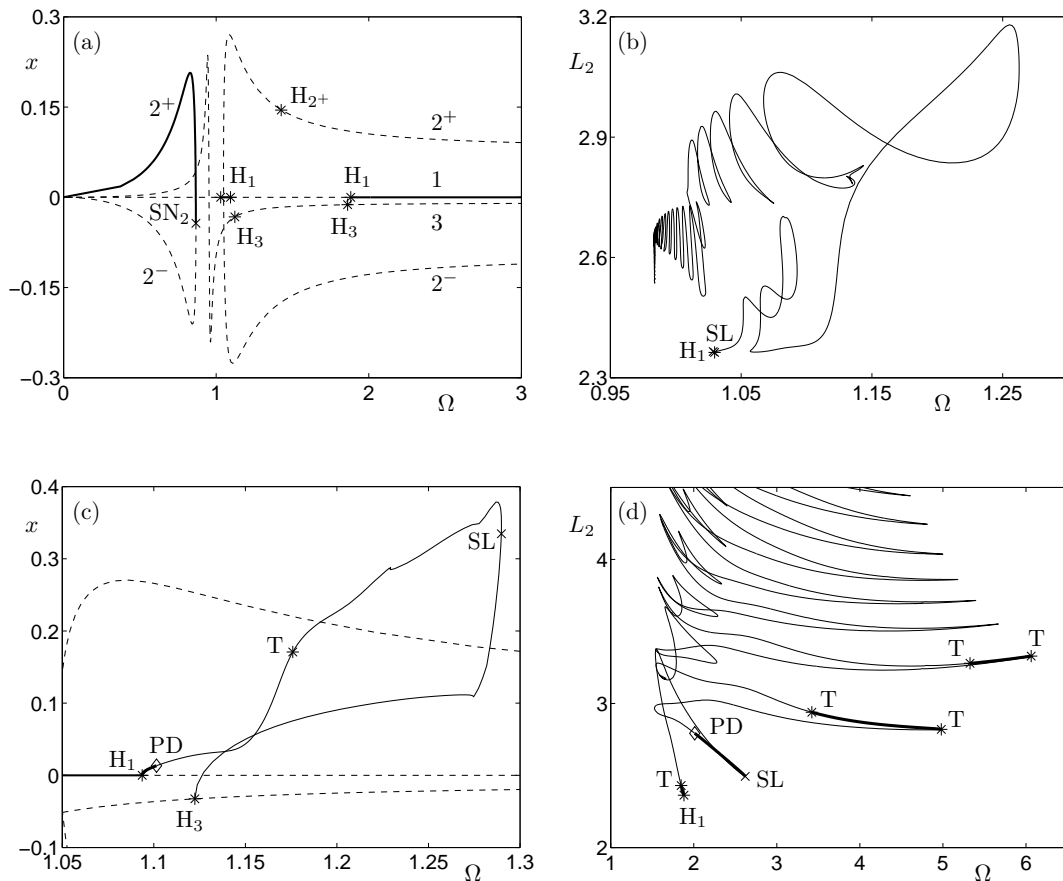 (a)
0.3
x
0.15
0
−0.15
−0.3
2+
H2+
2+
H1
H1
1
SN2
H3
H3
3
2−
2−
0
1
2
3
Ω
(b)
3.2
L2
2.9
2.6
2.3
SL
H1
0.95
1.05
1.15
1.25
Ω
(c)
0.4
x
0.3
0.2
0.1
0
−0.1
SL
T
PD
H1
H3
1.05
1.1
1.15
1.2
1.25
1.3
Ω
(d)
L2
4
3
2
T
T
T
T
PD
SL
T
H1
1
2
3
4
5
6
Ω